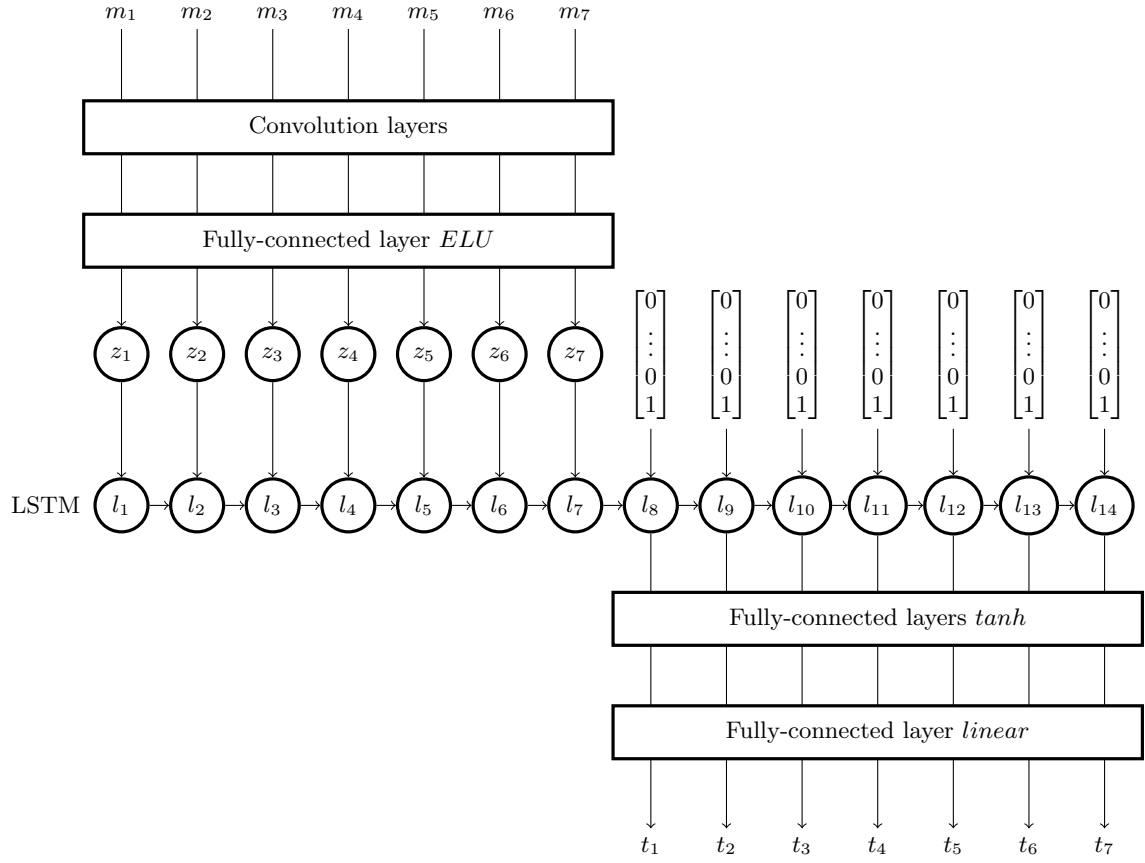 m₁ m₂ m₃ m₄ m₅ m₆ m₇
Convolution layers
Fully-connected layer ELU
z₁ z₂ z₃ z₄ z₅ z₆ z₇
0 0 0 0 0 0 0
⋮ ⋮ ⋮ ⋮ ⋮ ⋮ ⋮
0 0 0 0 0 0 0
1 1 1 1 1 1 1
LSTM l₁ l₂ l₃ l₄ l₅ l₆ l₇ l₈ l₉ l₁₀ l₁₁ l₁₂ l₁₃ l₁₄
Fully-connected layers tanh
Fully-connected layer linear
t₁ t₂ t₃ t₄ t₅ t₆ t₇